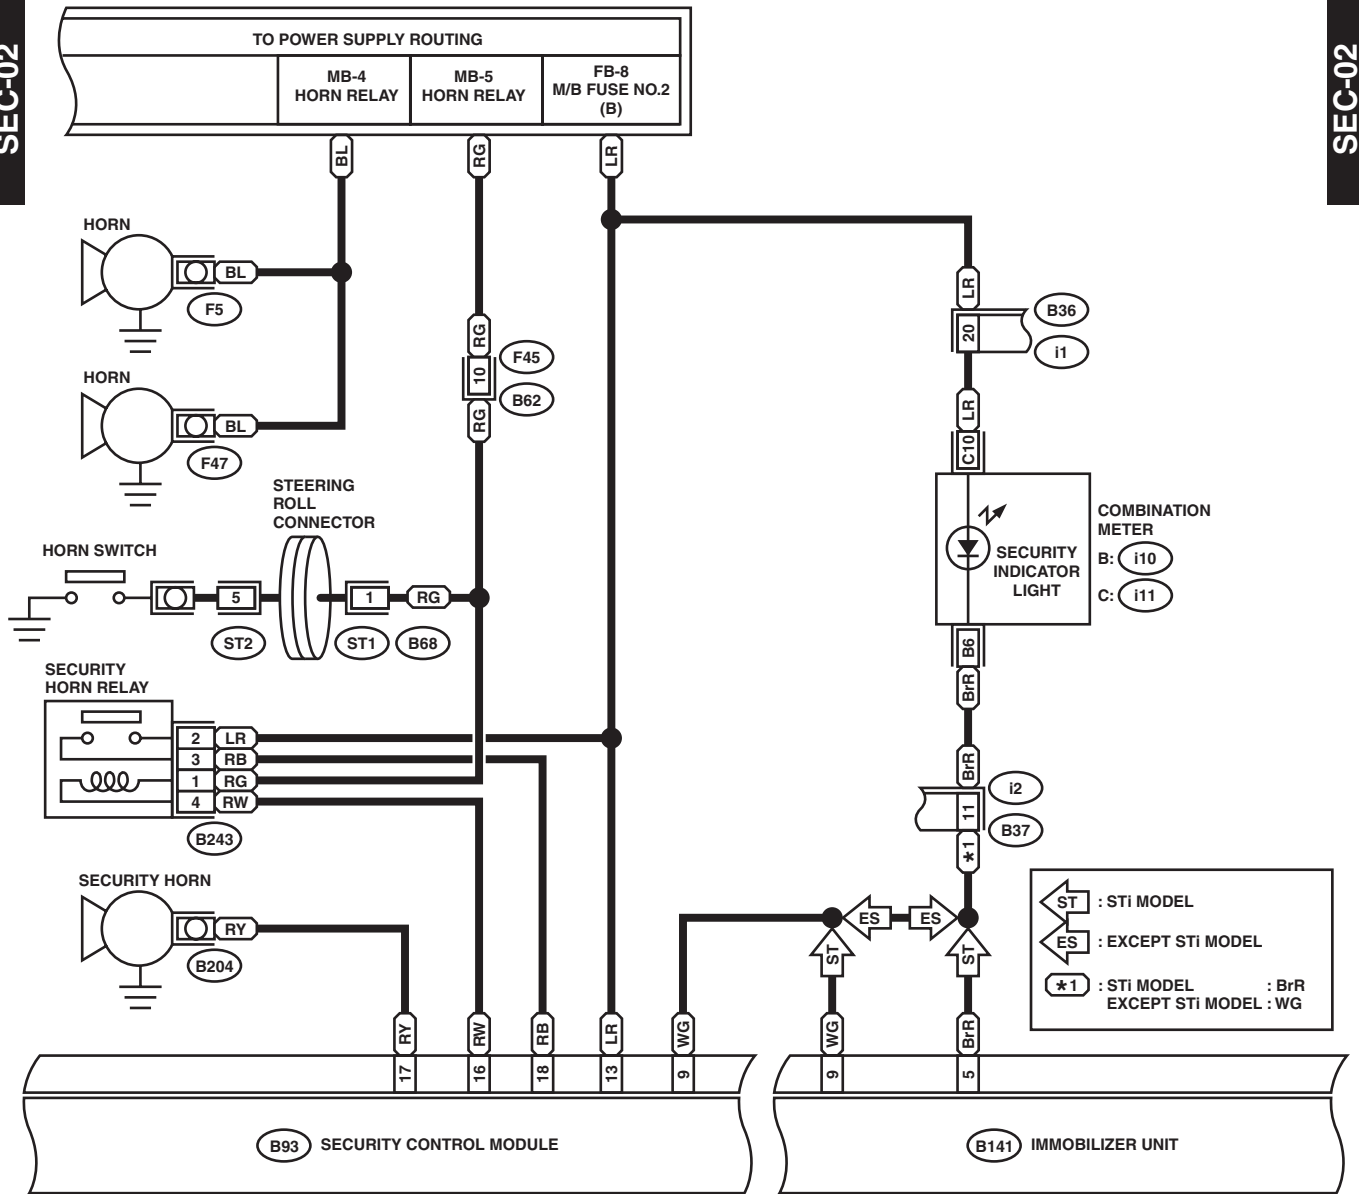 SEC-02
SEC-02
TO POWER SUPPLY ROUTING
MB-4
HORN RELAY
MB-5
HORN RELAY
FB-8
M/B FUSE NO.2
(B)
BL
RG
LR
HORN
BL
F5
LR
20
B36
i1
RG
10
F45
B62
RG
HORN
BL
F47
LR
C10
STEERING
ROLL
CONNECTOR
COMBINATION
METER
B: i10
C: i11
SECURITY
INDICATOR
LIGHT
HORN SWITCH
5
1
RG
ST2
ST1
B68
B6
BrR
SECURITY
HORN RELAY
2 LR
3 RB
1 RG
4 RW
B243
BrR
11
i2
B37
*1
SECURITY HORN
RY
B204
ES
ES
ST
ST
ST : STi MODEL
ES : EXCEPT STi MODEL
*1 : STi MODEL : BrR
EXCEPT STi MODEL : WG
RY
RW
RB
LR
WG
WG
BrR
17
16
18
13
9
9
5
B93 SECURITY CONTROL MODULE
B141 IMMOBILIZER UNIT